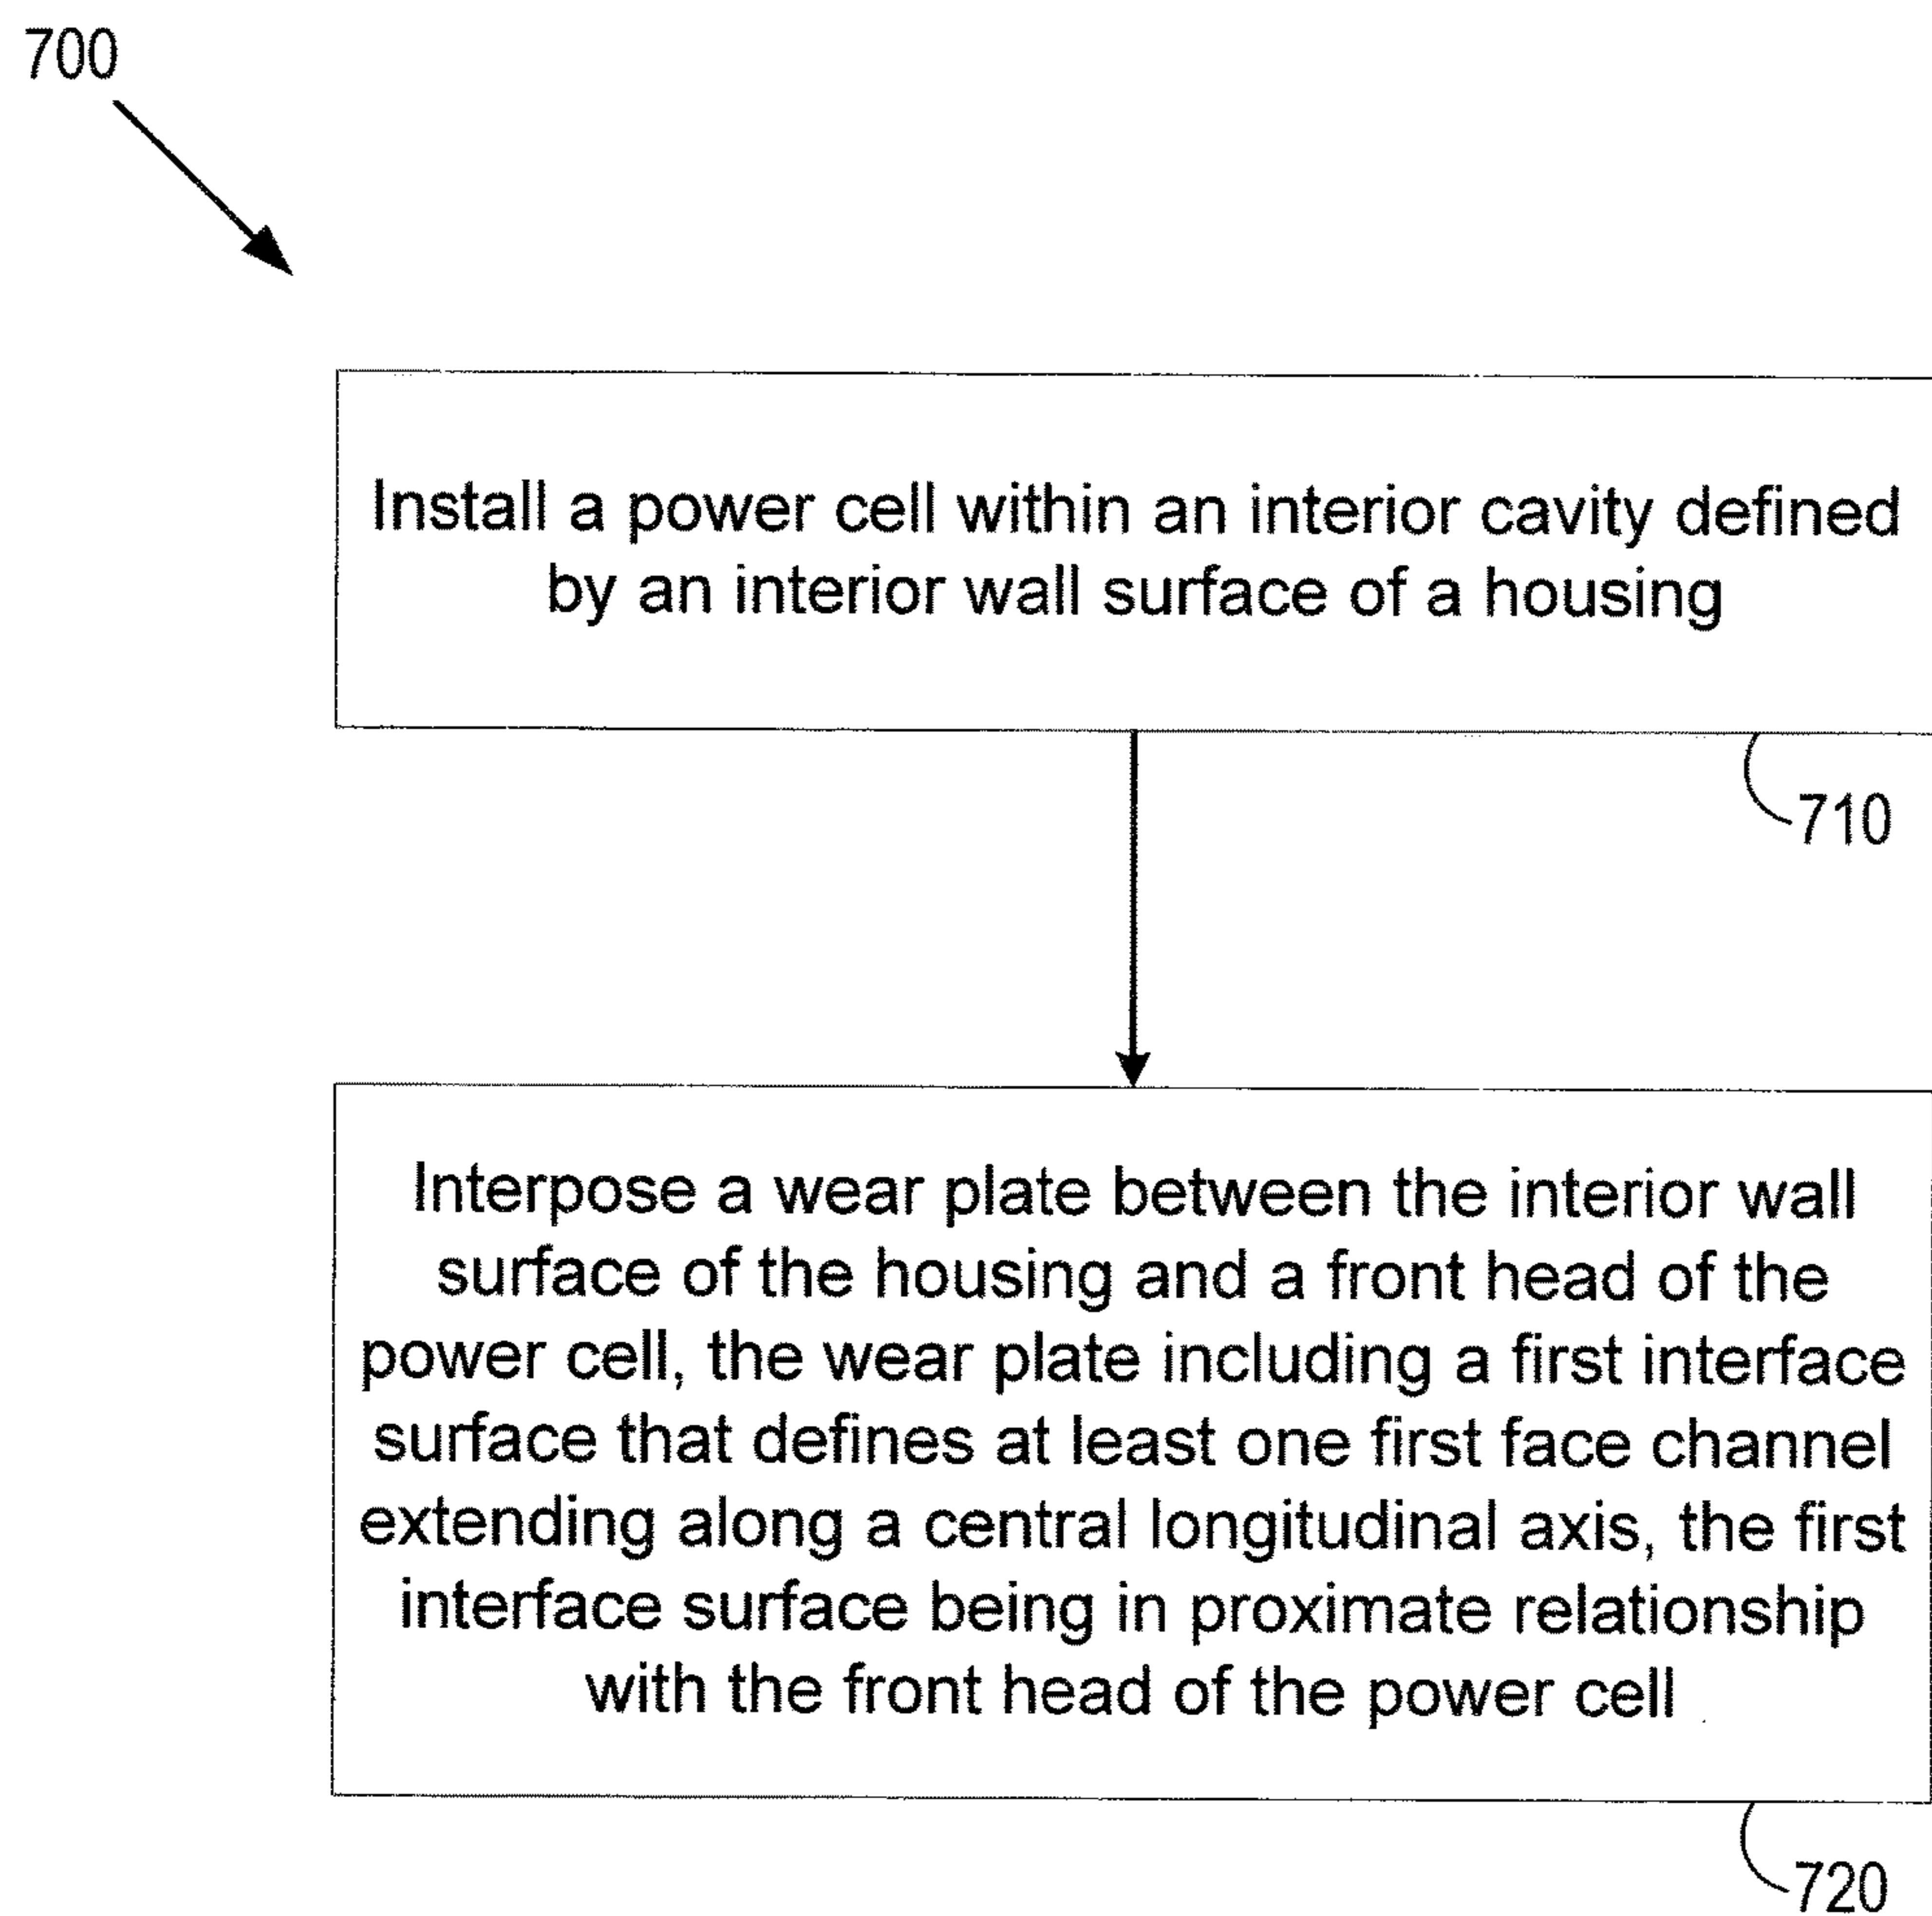 700
Install a power cell within an interior cavity defined
by an interior wall surface of a housing
710
Interpose a wear plate between the interior wall
surface of the housing and a front head of the
power cell, the wear plate including a first interface
surface that defines at least one first face channel
extending along a central longitudinal axis, the first
interface surface being in proximate relationship
with the front head of the power cell
720